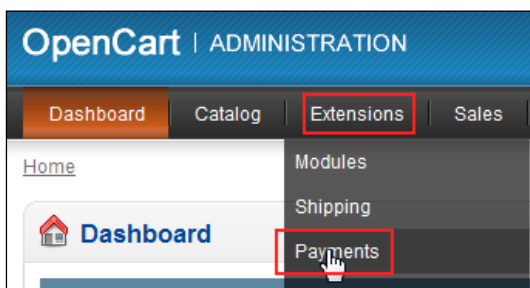 OpenCart | ADMINISTRATION
Dashboard Catalog Extensions Sales
Home Modules
Shipping
Dashboard
Payments